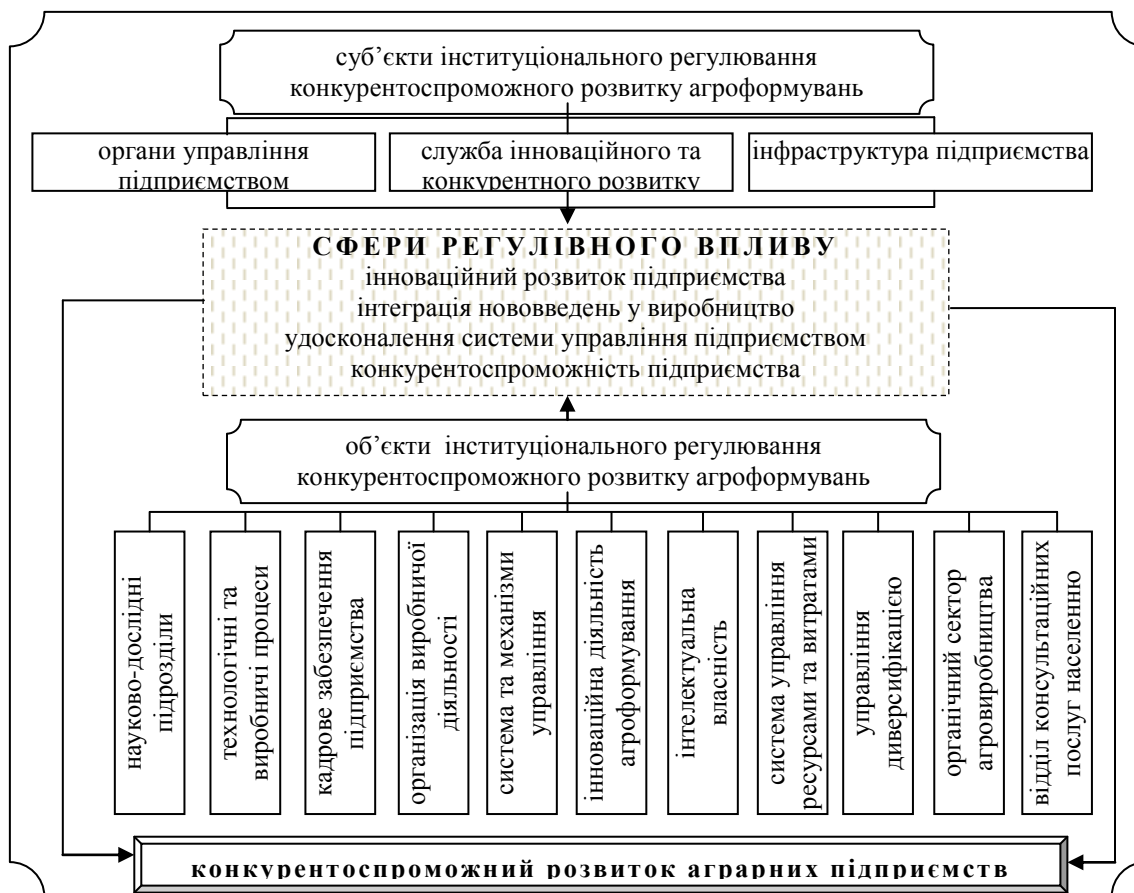 суб’єкти інституціонального регулювання
конкурентоспроможного розвитку агроформувань
органи управління
підприємством
служба інноваційного та
конкурентного розвитку
інфраструктура підприємства
СФЕРИ РЕГУЛІВНОГО ВПЛИВУ
інноваційний розвиток підприємства
інтеграція нововведень у виробництво
удосконалення системи управління підприємством
конкурентоспроможність підприємства
об’єкти інституціонального регулювання
конкурентоспроможного розвитку агроформувань
науково-дослідні
підрозділи
технологічні та
виробничі процеси
кадрове забезпечення
підприємства
організація виробничої
діяльності
система та механізми
управління
інноваційна діяльність
агроформування
інтелектуальна
власність
система управління
ресурсами та витратами
управління
диверсифікацією
органічний сектор
агровиробництва
відділ консультаційних
послуг населенню
конкурентоспроможний розвиток аграрних підприємств